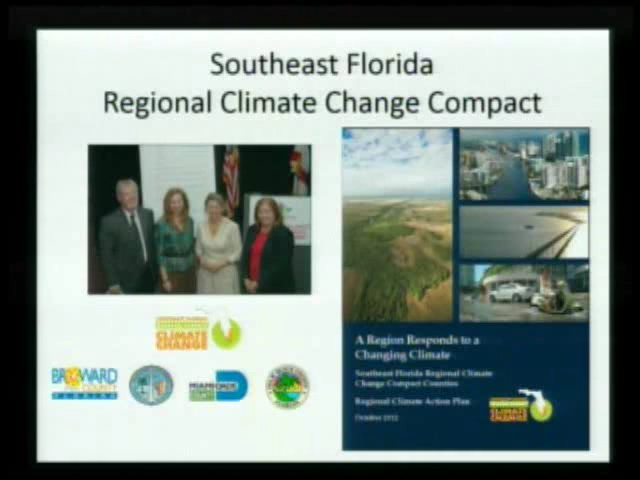 Southeast Florida
Regional Climate Change Compact
CLIMATE
CHANGE
BROWARD
COUNTY
FLORIDA
MIAMI-DADE
COUNTY
A Region Responds to a
Changing Climate
Southeast Florida Regional Climate
Change Compact Counties
Regional Climate Action Plan
October 2012
CLIMATE
CHANGE